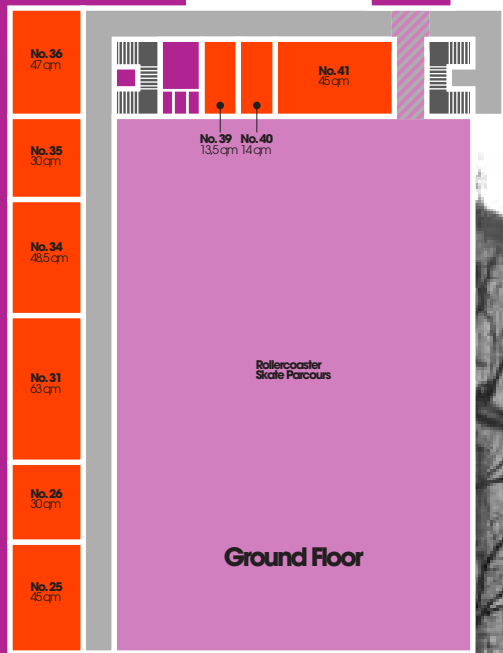 No. 36
47 qm
No. 41
45 qm
No. 39
13,5 qm
No. 40
14 qm
No. 35
30 qm
No. 34
48,5 qm
No. 31
63 qm
Rollercoaster
Skate Parcours
No. 26
30 qm
Ground Floor
No. 25
45 qm